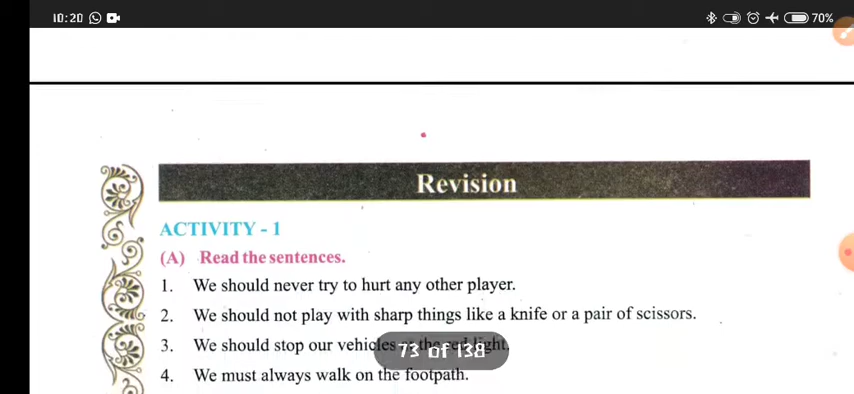 10:20 70%
Revision
ACTIVITY - 1
(A) Read the sentences.
1. We should never try to hurt any other player.
2. We should not play with sharp things like a knife or a pair of scissors.
3. We should stop our vehicles the light.
73 of 138
4. We must always walk on the footpath.